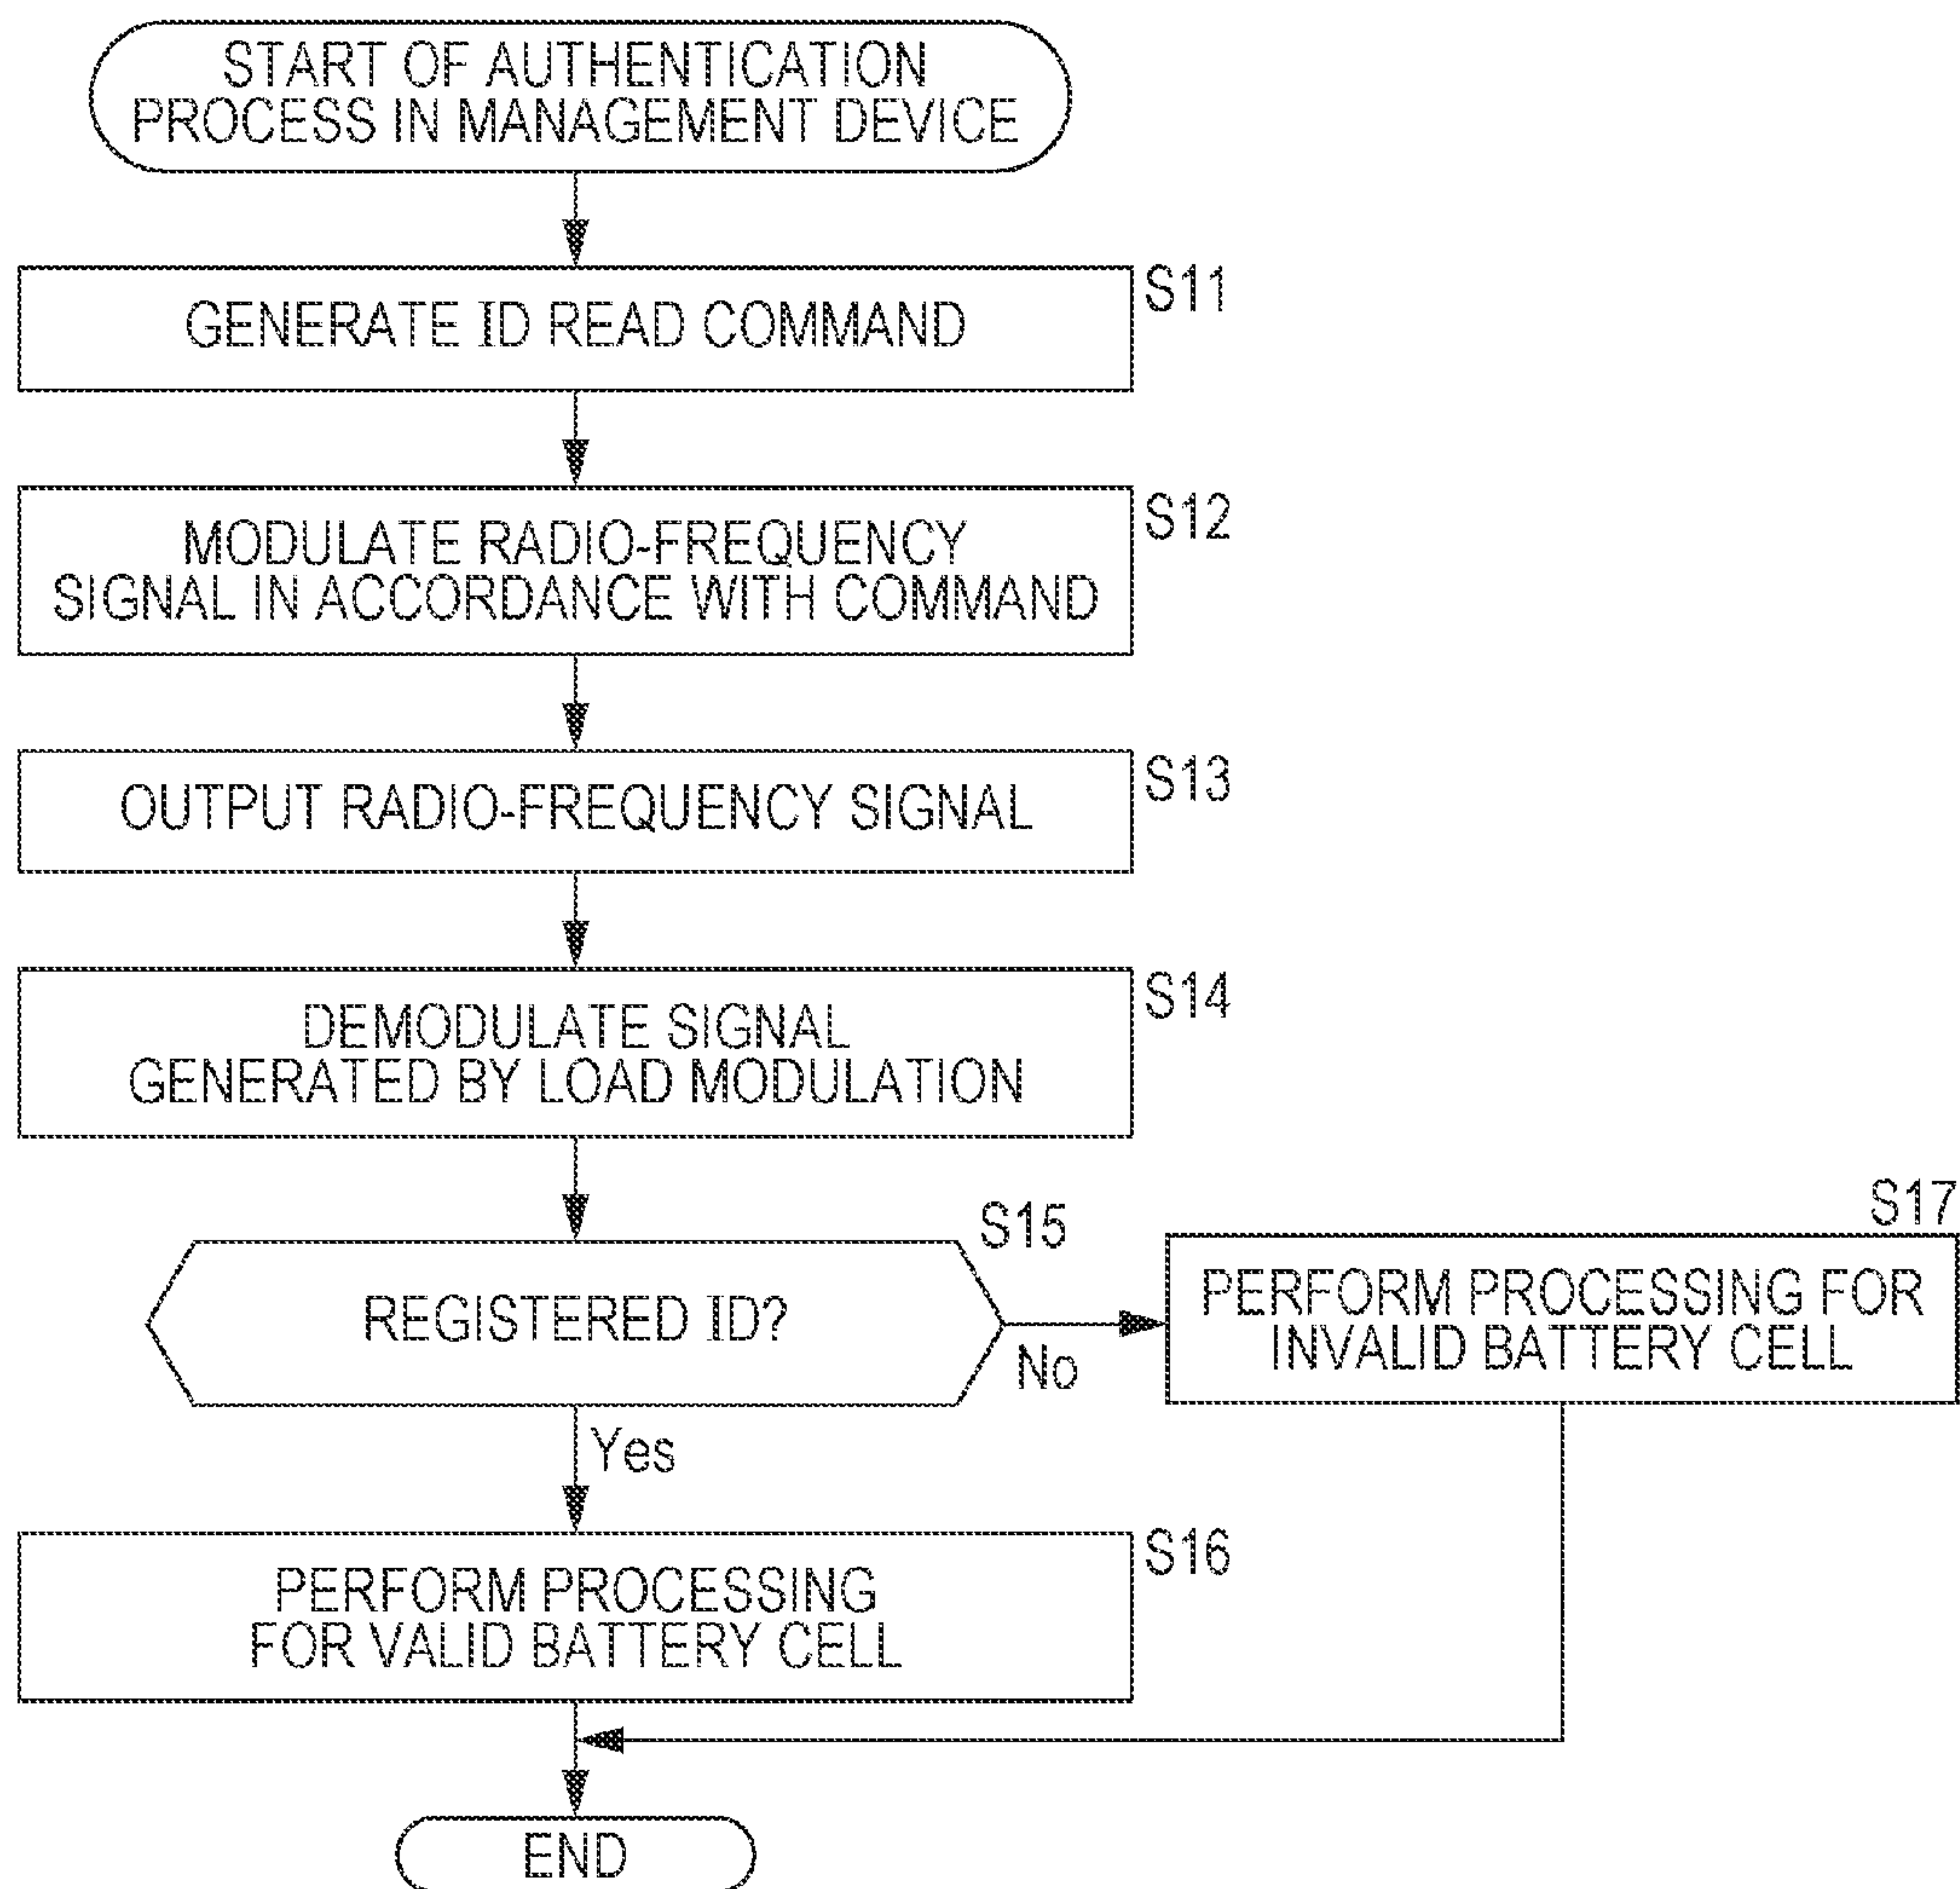 START OF AUTHENTICATION
PROCESS IN MANAGEMENT DEVICE
S11
GENERATE ID READ COMMAND
S12
MODULATE RADIO-FREQUENCY
SIGNAL IN ACCORDANCE WITH COMMAND
S13
OUTPUT RADIO-FREQUENCY SIGNAL
S14
DEMODULATE SIGNAL
GENERATED BY LOAD MODULATION
S15
REGISTERED ID?
No
S17
PERFORM PROCESSING FOR
INVALID BATTERY CELL
Yes
S16
PERFORM PROCESSING
FOR VALID BATTERY CELL
END